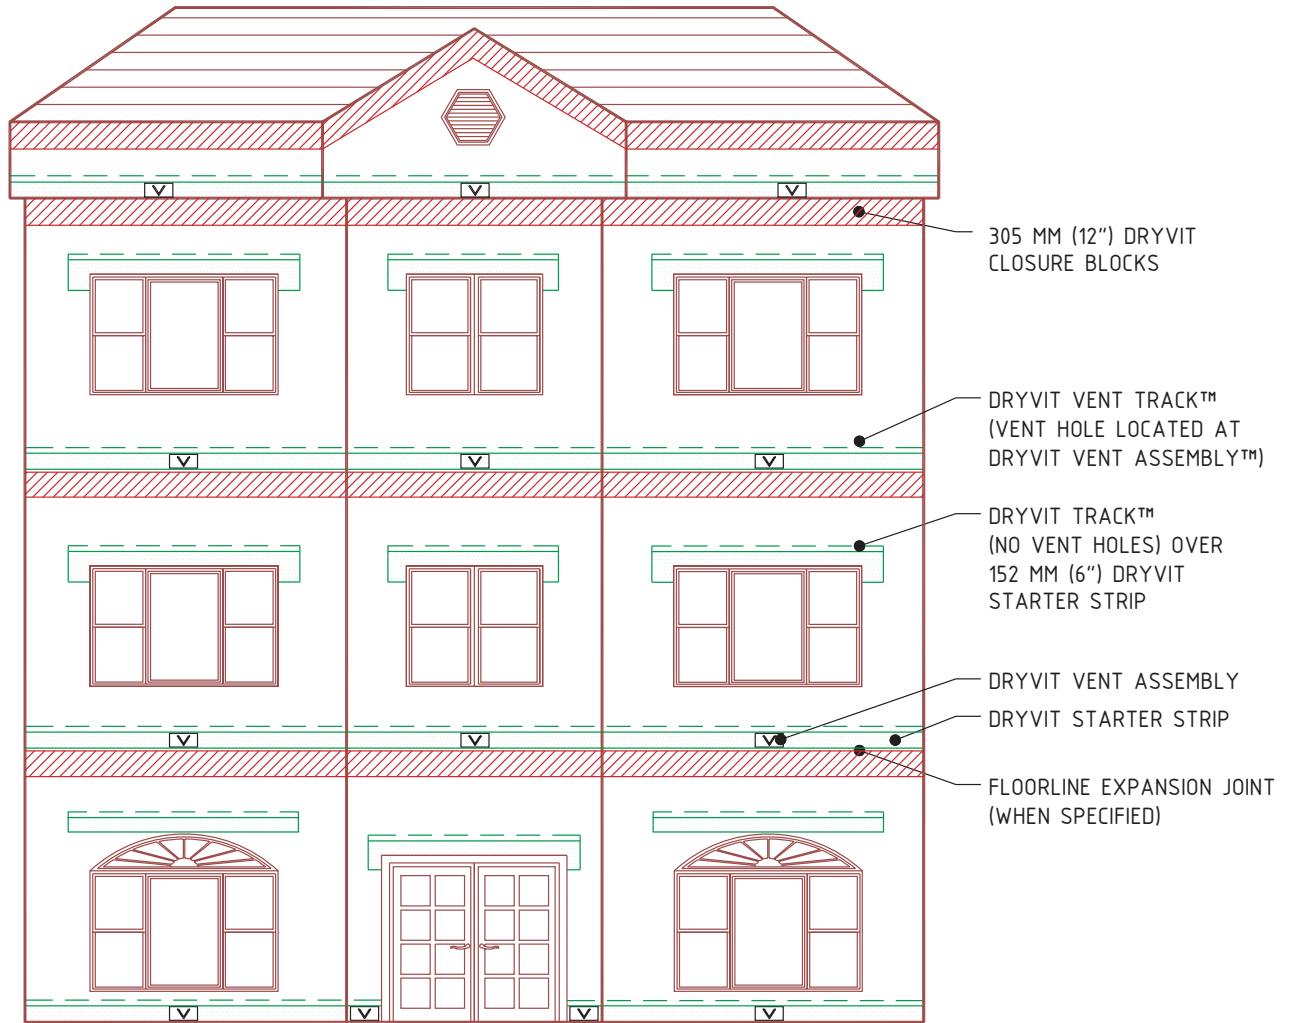 V V V
305 MM (12") DRYVIT
CLOSURE BLOCKS
DRYVIT VENT TRACK™
(VENT HOLE LOCATED AT
DRYVIT VENT ASSEMBLY™)
V V V
DRYVIT TRACK™
(NO VENT HOLES) OVER
152 MM (6") DRYVIT
STARTER STRIP
DRYVIT VENT ASSEMBLY
DRYVIT STARTER STRIP
V V V
FLOORLINE EXPANSION JOINT
(WHEN SPECIFIED)
V V V V